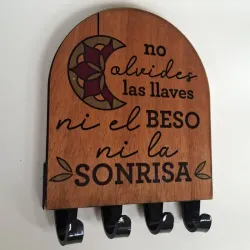 no
olvides
las llaves
ni el BESO
ni la
SONRISA